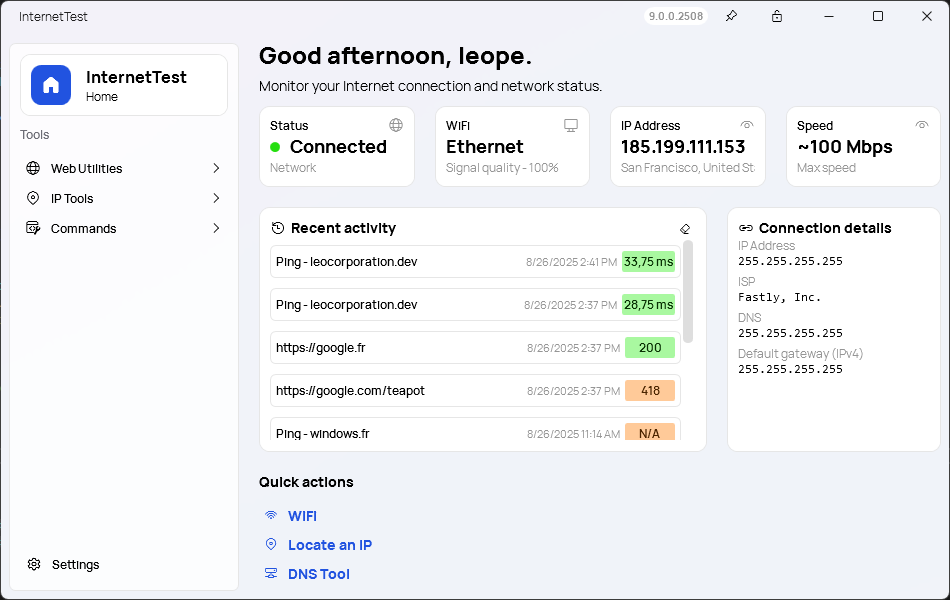 InternetTest
9.0.0.2508
InternetTest
Home
Tools
Web Utilities
IP Tools
Commands
Settings
Good afternoon, leope.
Monitor your Internet connection and network status.
Status
Connected
Network
WiFi
Ethernet
Signal quality - 100%
IP Address
185.199.111.153
San Francisco, United St
Speed
~100 Mbps
Max speed
Recent activity
Ping - leocorporation.dev 8/26/2025 2:41 PM 33,75 ms
Ping - leocorporation.dev 8/26/2025 2:37 PM 28,75 ms
https://google.fr 8/26/2025 2:37 PM 200
https://google.com/teapot 8/26/2025 2:37 PM 418
Ping - windows.fr 8/26/2025 11:14 AM N/A
Connection details
IP Address
255.255.255.255
ISP
Fastly, Inc.
DNS
255.255.255.255
Default gateway (IPv4)
255.255.255.255
Quick actions
WiFi
Locate an IP
DNS Tool